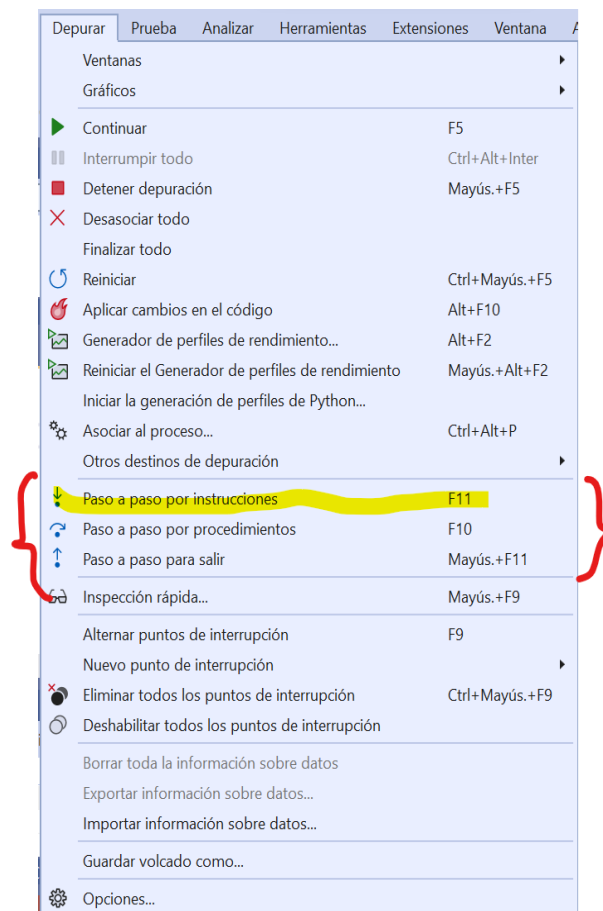 Depurar Prueba Analizar Herramientas Extensiones Ventana
Ventanas
Gráficos
Continuar F5
Interrumpir todo Ctrl+Alt+Inter
Detener depuración Mayús.+F5
Desasociar todo
Finalizar todo
Reiniciar Ctrl+Mayús.+F5
Aplicar cambios en el código Alt+F10
Generador de perfiles de rendimiento... Alt+F2
Reiniciar el Generador de perfiles de rendimiento Mayús.+Alt+F2
Iniciar la generación de perfiles de Python...
Asociar al proceso... Ctrl+Alt+P
Otros destinos de depuración
Paso a paso por instrucciones F11
Paso a paso por procedimientos F10
Paso a paso para salir Mayús.+F11
Inspección rápida... Mayús.+F9
Alternar puntos de interrupción F9
Nuevo punto de interrupción
Eliminar todos los puntos de interrupción Ctrl+Mayús.+F9
Deshabilitar todos los puntos de interrupción
Borrar toda la información sobre datos
Exportar información sobre datos...
Importar información sobre datos...
Guardar volcado como...
Opciones...